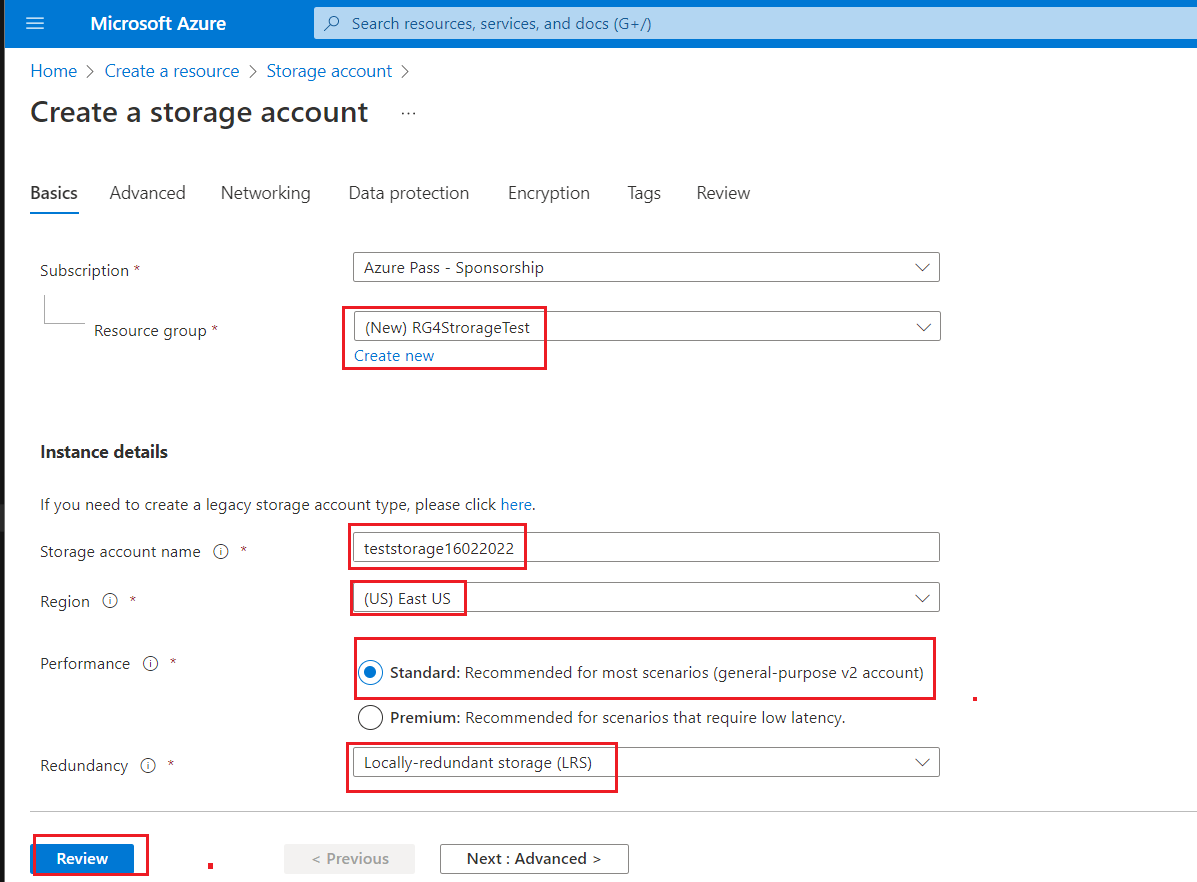 Microsoft Azure
Search resources, services, and docs (G+/)
Home > Create a resource > Storage account >
Create a storage account ...
Basics Advanced Networking Data protection Encryption Tags Review
Subscription *
Azure Pass - Sponsorship
Resource group *
(New) RG4StrorageTest
Create new
Instance details
If you need to create a legacy storage account type, please click here.
Storage account name *
teststorage16022022
Region *
(US) East US
Performance *
Standard: Recommended for most scenarios (general-purpose v2 account)
Premium: Recommended for scenarios that require low latency.
Redundancy *
Locally-redundant storage (LRS)
Review
< Previous
Next : Advanced >